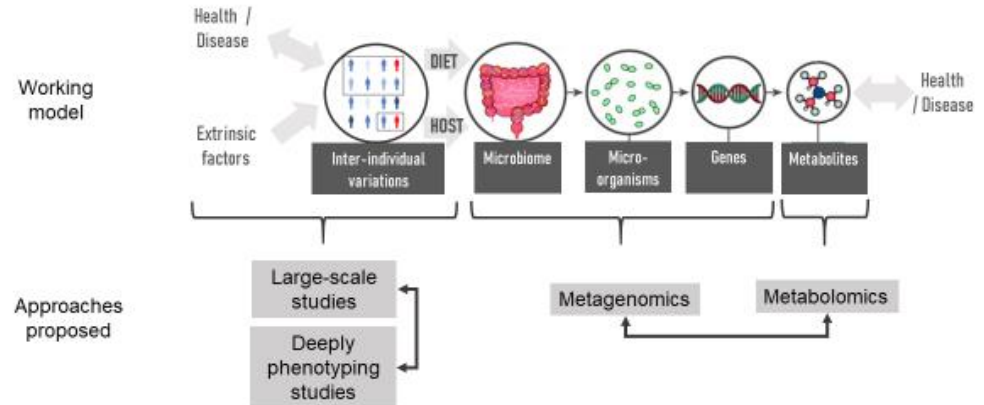 Health /
Disease
Extrinsic
factors
Working
model
DIET
HOST
Inter-individual
variations
Microbiome
Micro-
organisms
Genes
Metabolites
Health
/ Disease
Approaches
proposed
Large-scale
studies
Deeply
phenotyping
studies
Metagenomics
Metabolomics